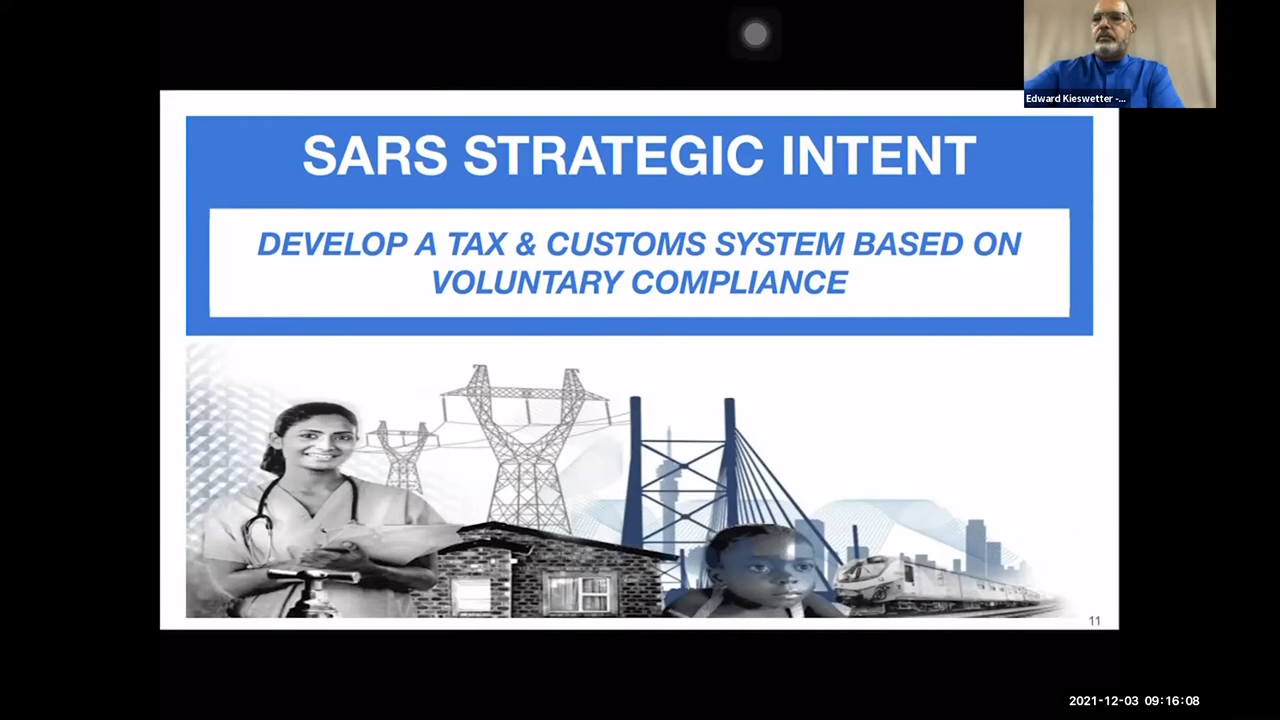 Edward Kieswetter -...
SARS STRATEGIC INTENT
DEVELOP A TAX & CUSTOMS SYSTEM BASED ON
VOLUNTARY COMPLIANCE
11
2021-12-03 09:16:08